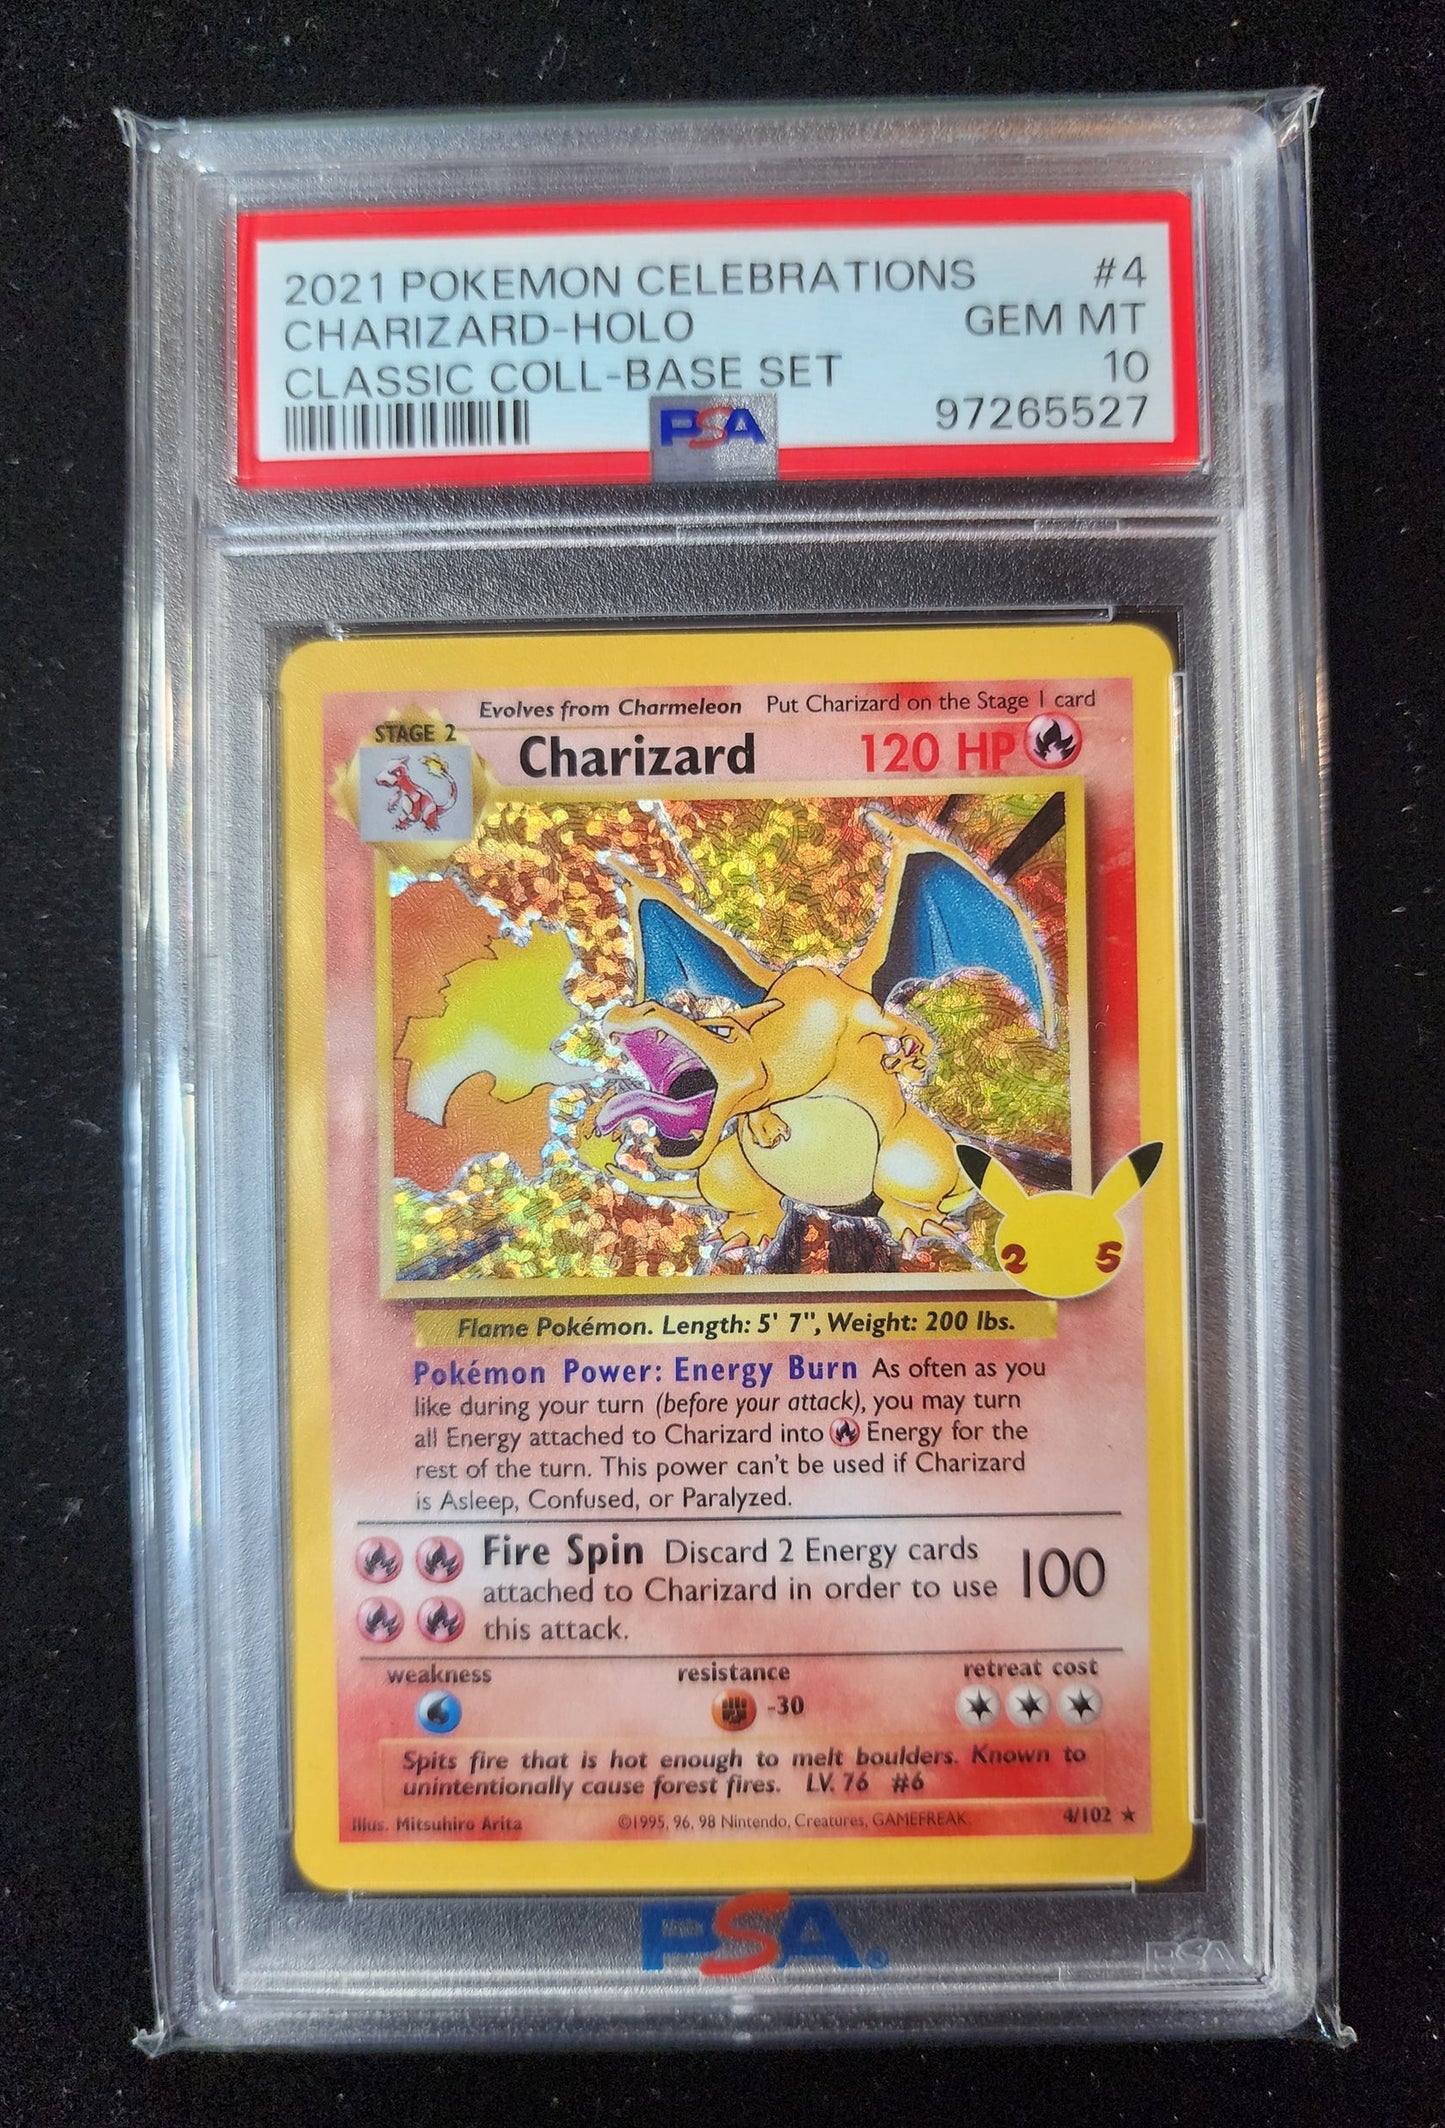 2021 POKEMON CELEBRATIONS #4
CHARIZARD-HOLO GEM MT
CLASSIC COLL-BASE SET 10
PSA 97265527
Evolves from Charmeleon Put Charizard on the Stage 1 card
STAGE 2
Charizard 120 HP
2 5
Flame Pokémon. Length: 5' 7", Weight: 200 lbs.
Pokémon Power: Energy Burn As often as you
like during your turn (before your attack), you may turn
all Energy attached to Charizard into Energy for the
rest of the turn. This power can't be used if Charizard
is Asleep, Confused, or Paralyzed.
Fire Spin Discard 2 Energy cards
attached to Charizard in order to use 100
this attack.
weakness resistance retreat cost
-30
Spits fire that is hot enough to melt boulders. Known to
unintentionally cause forest fires. LV. 76 #6
Illus. Mitsuhiro Arita ©1995, 96, 98 Nintendo, Creatures, GAMEFREAK. 4/102 ★
PSA®
PSA